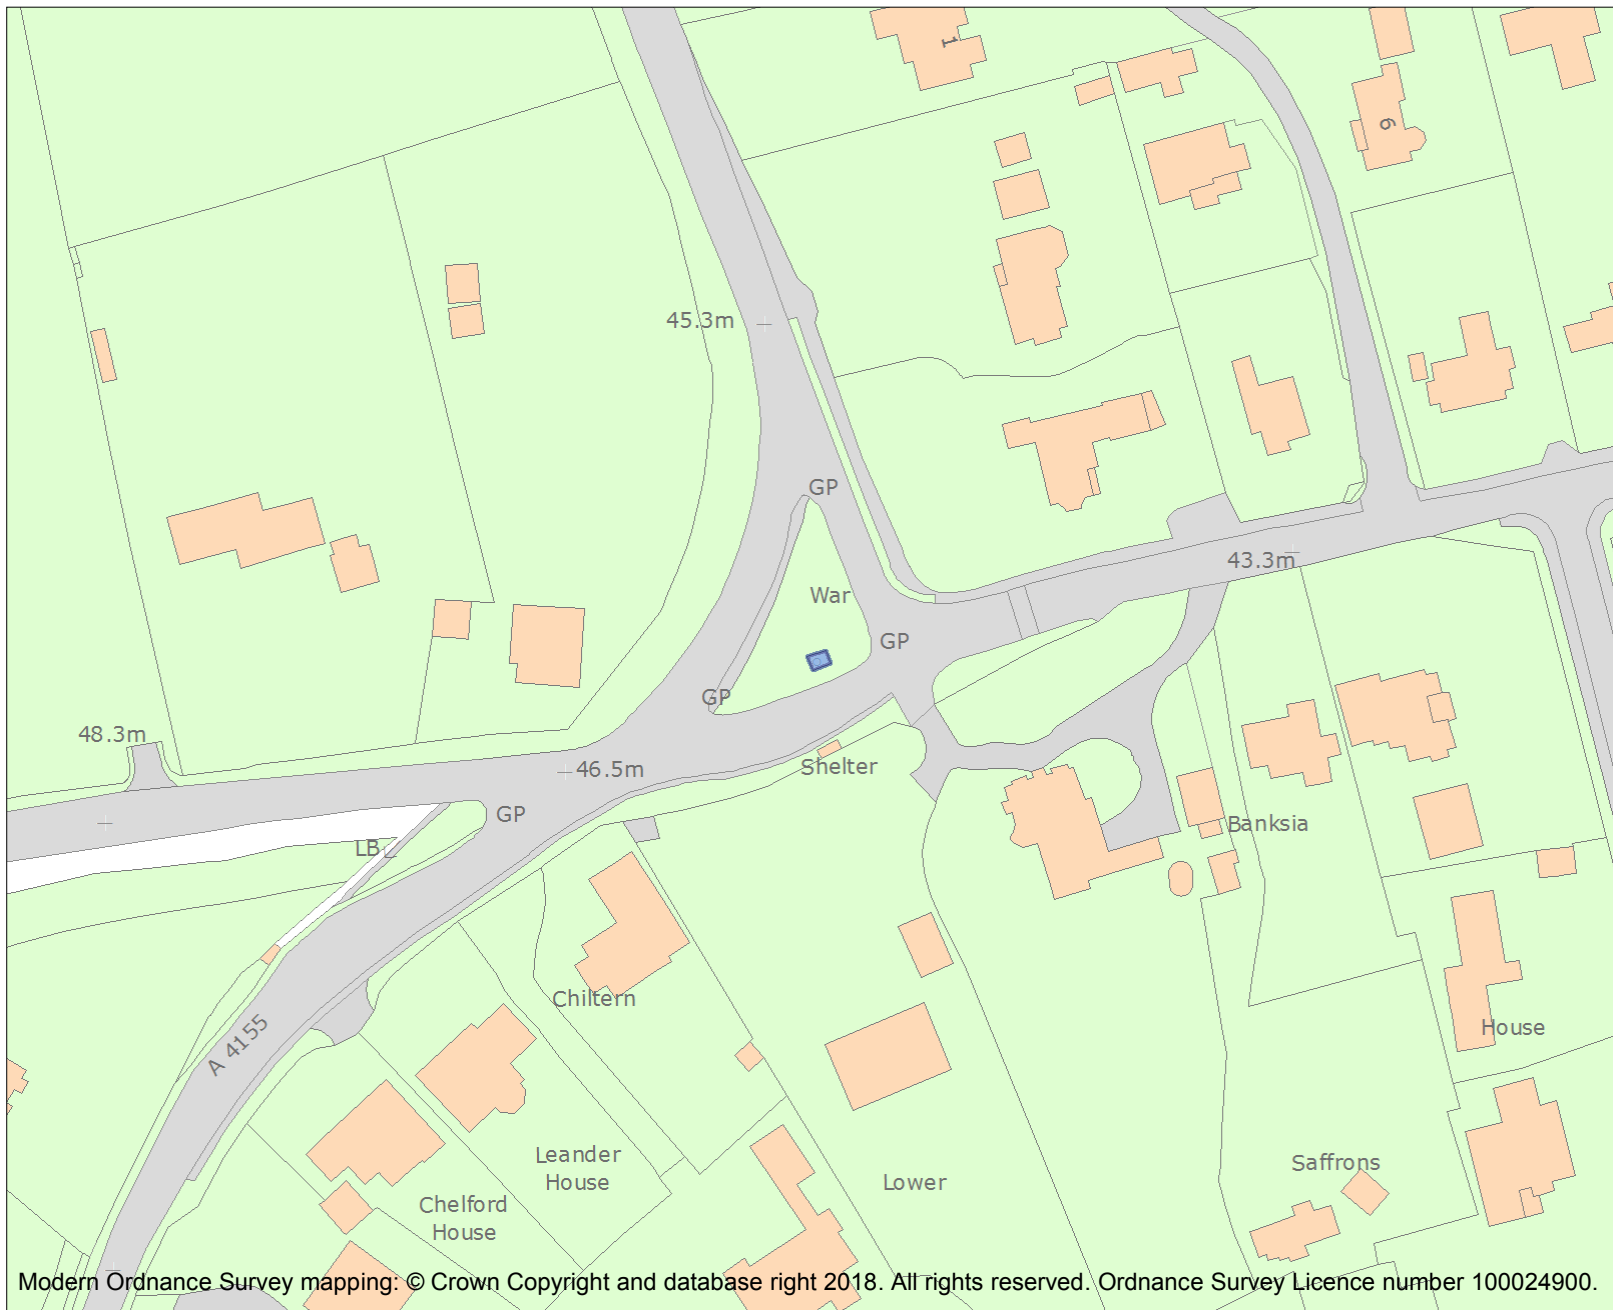 1
6
45.3m
GP
43.3m
War
GP
GP
48.3m
46.5m
Shelter
GP
Banksia
LB
Chiltern
House
A 4155
Leander
House
Saffrons
Lower
Chelford
House
Modern Ordnance Survey mapping: © Crown Copyright and database right 2018. All rights reserved. Ordnance Survey Licence number 100024900.